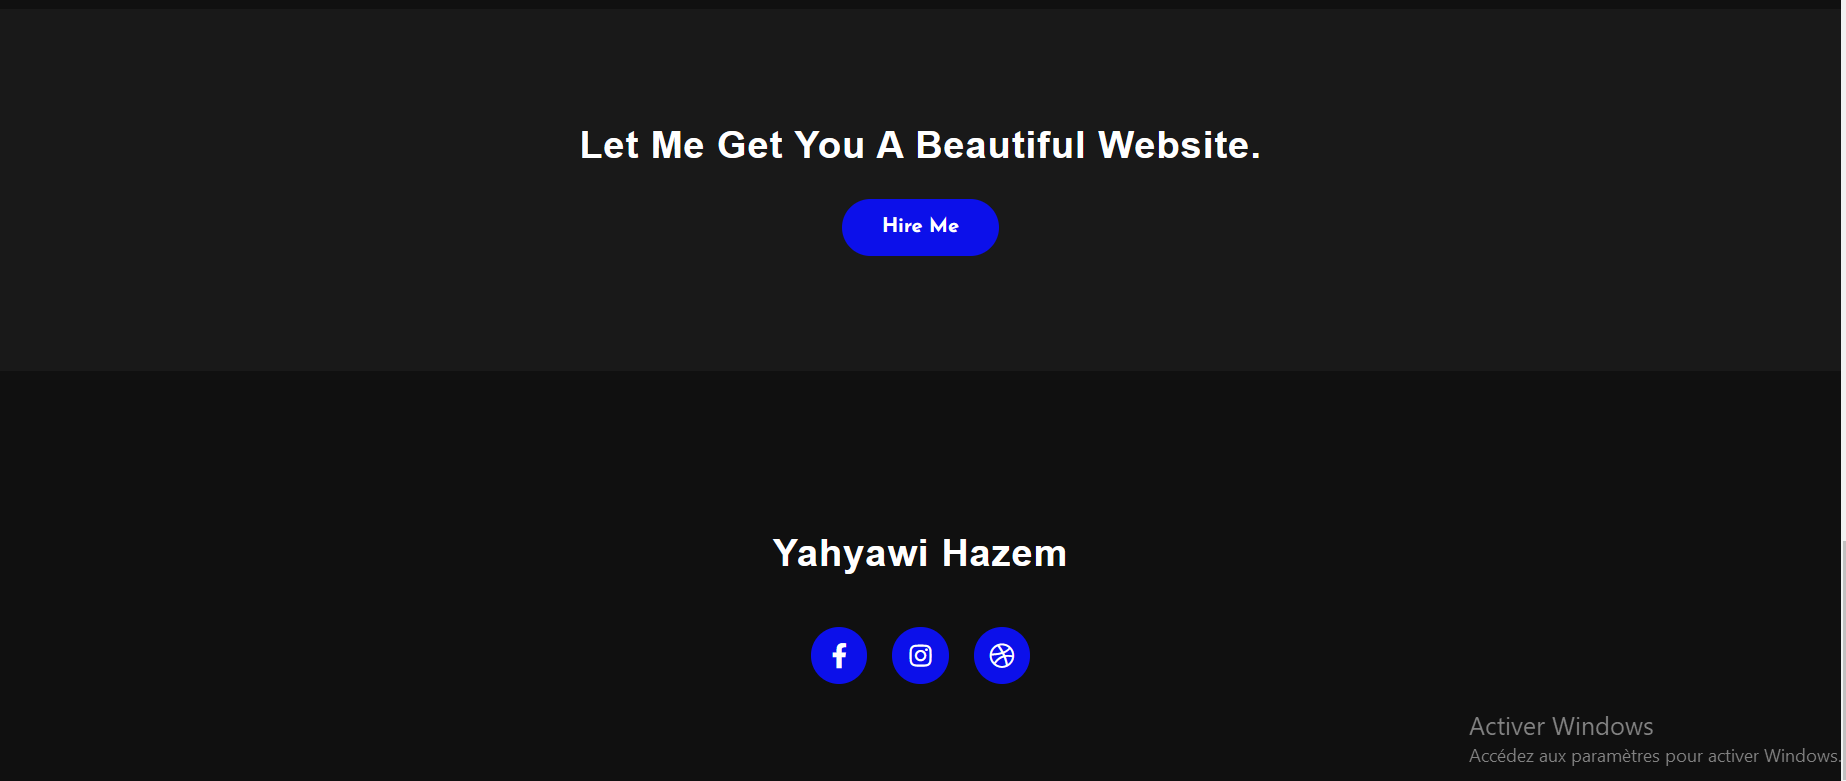 Let Me Get You A Beautiful Website.
Hire Me
Yahyawi Hazem
Activer Windows
Accédez aux paramètres pour activer Windows.